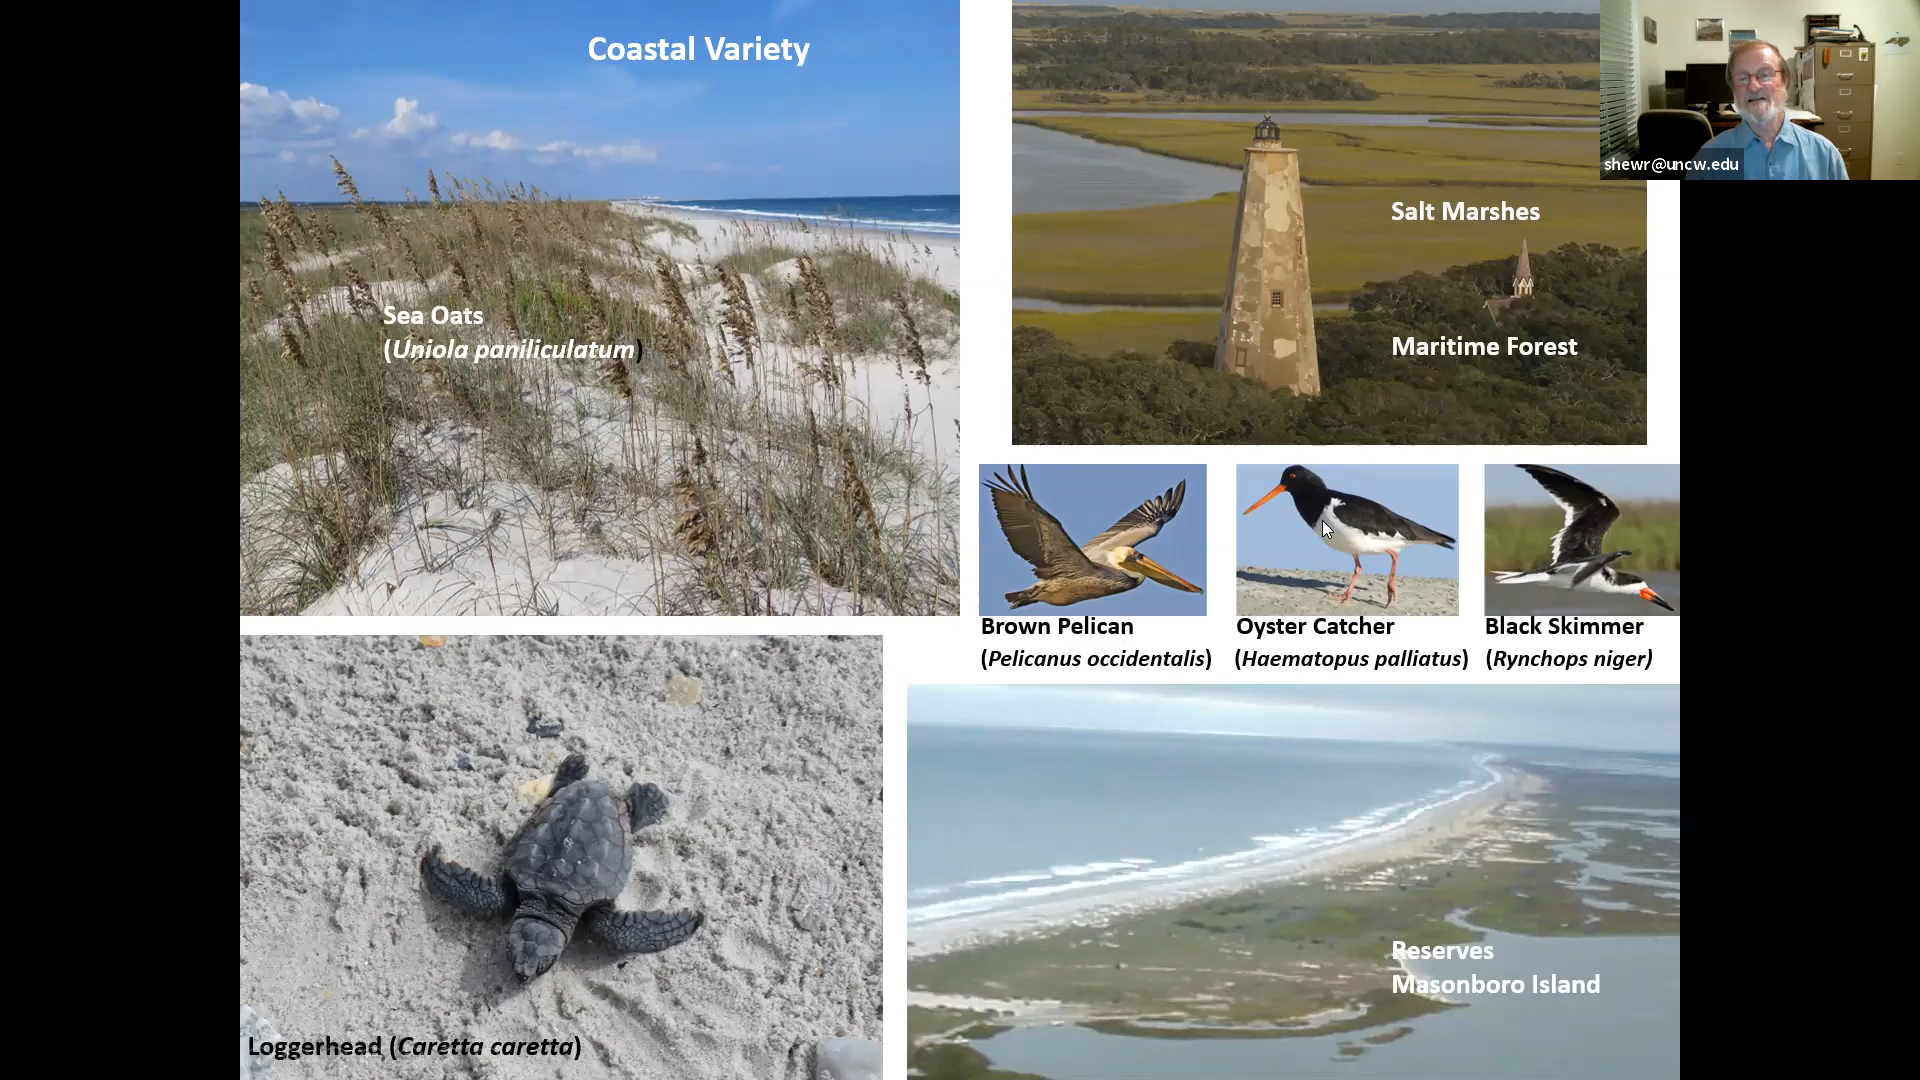 Coastal Variety
shewr@uncw.edu
Salt Marshes
Sea Oats
(Uniola paniliculatum)
Maritime Forest
Brown Pelican
(Pelicanus occidentalis)
Oyster Catcher
(Haematopus palliatus)
Black Skimmer
(Rynchops niger)
Reserves
Masonboro Island
Loggerhead (Caretta caretta)